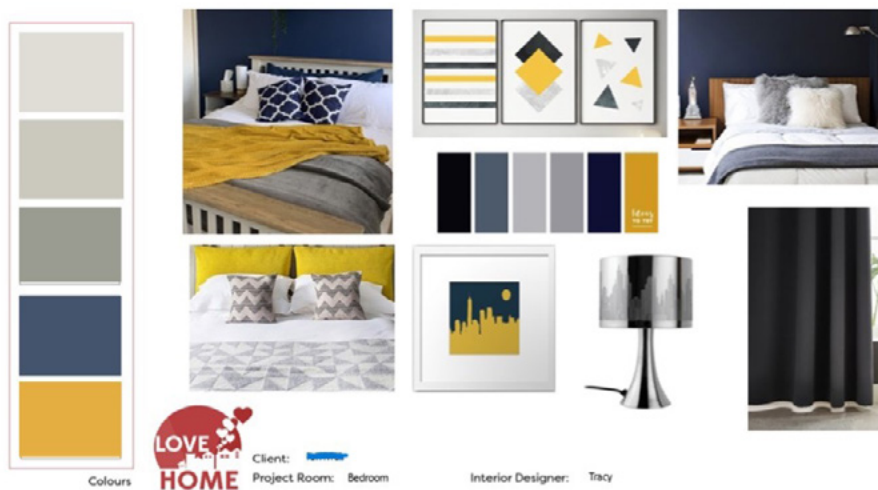 Colours
LOVE
HOME
Client:
Project Room: Bedroom
Interior Designer: Tracy